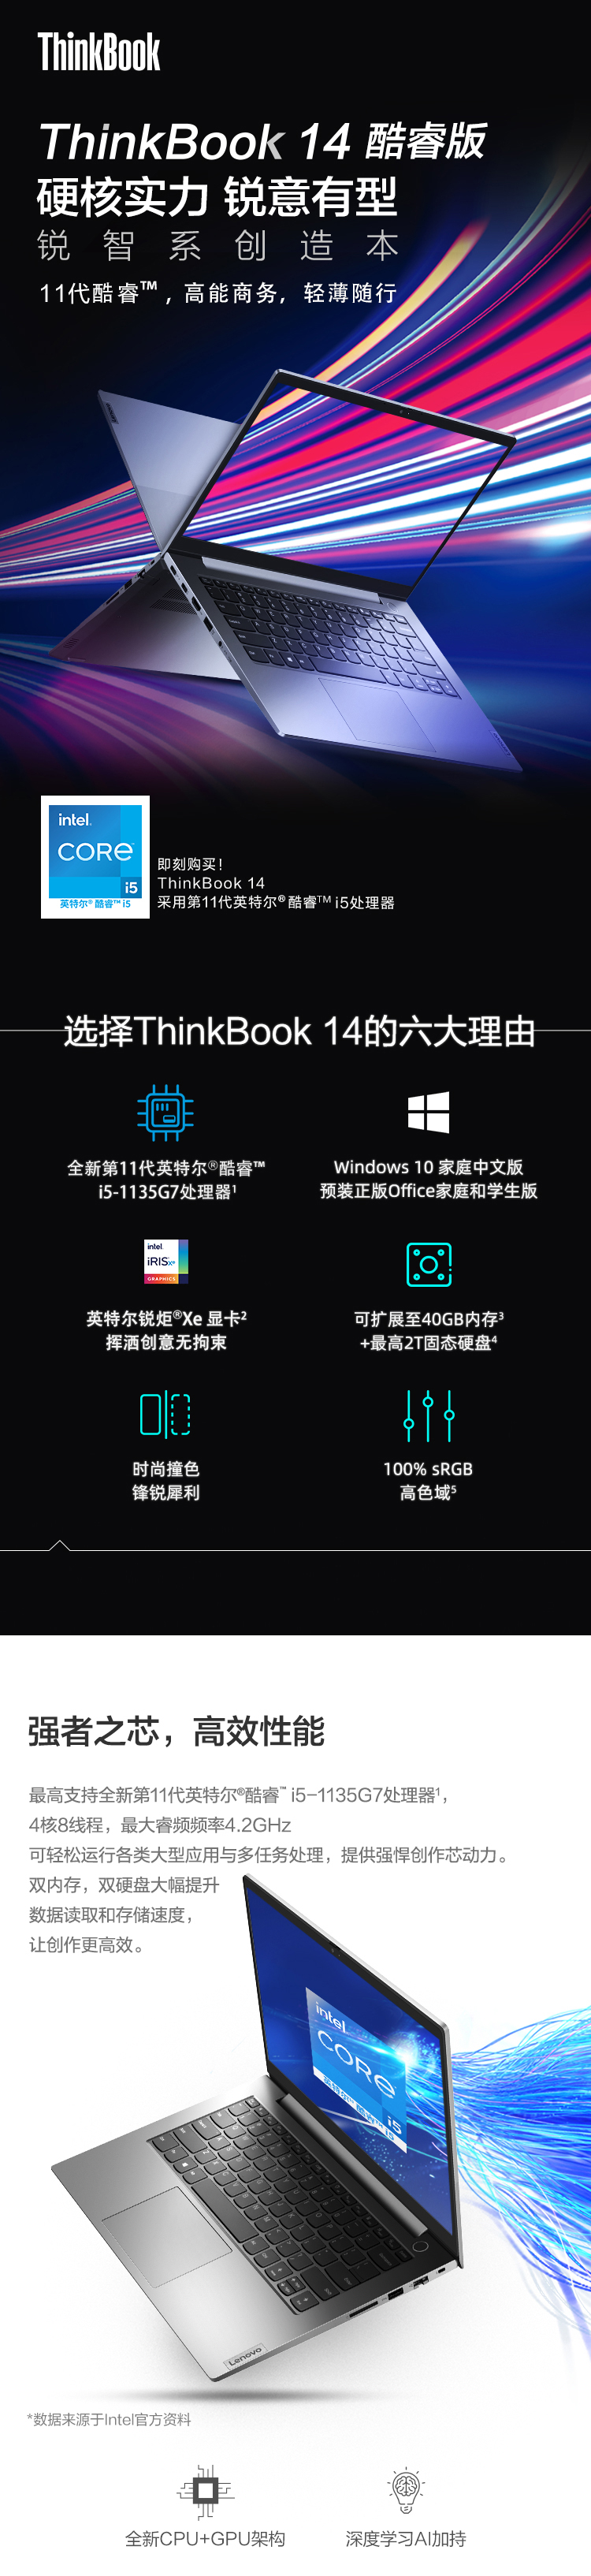 ThinkBook
ThinkBook 14 酷睿版
硬核实力 锐意有型
锐智系创造本
11代酷睿™，高能商务，轻薄随行
intel.
CORE
i5
英特尔® 酷睿™ i5
即刻购买！
ThinkBook 14
采用第11代英特尔®酷睿™ i5处理器
选择ThinkBook 14的六大理由
全新第11代英特尔®酷睿™
i5-1135G7处理器¹
Windows 10 家庭中文版
预装正版Office家庭和学生版
intel.
iRISxe
GRAPHICS
英特尔锐炬®Xe 显卡²
挥洒创意无拘束
可扩展至40GB内存³
+最高2T固态硬盘⁴
时尚撞色
锋锐犀利
100% sRGB
高色域⁵
强者之芯，高效性能
最高支持全新第11代英特尔®酷睿™ i5-1135G7处理器¹，
4核8线程，最大睿频频率4.2GHz
可轻松运行各类大型应用与多任务处理，提供强悍创作芯动力。
双内存，双硬盘大幅提升
数据读取和存储速度，
让创作更高效。
intel.
CORE
i5
英特尔® 酷睿™ i5
Lenovo
*数据来源于Intel官方资料
全新CPU+GPU架构
深度学习AI加持